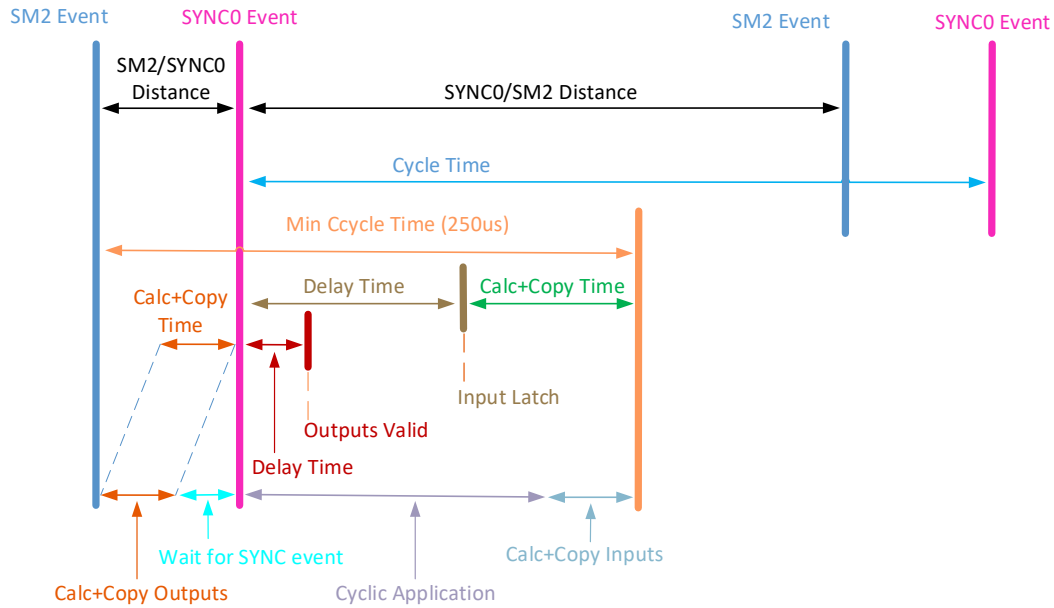 SM2 Event
SYNC0 Event
SM2 Event
SYNC0 Event
SM2/SYNC0
Distance
SYNC0/SM2 Distance
Cycle Time
Min Ccycle Time (250us)
Delay Time
Calc+Copy Time
Calc+Copy
Time
Input Latch
Outputs Valid
Delay Time
Wait for SYNC event
Calc+Copy Inputs
Calc+Copy Outputs
Cyclic Application